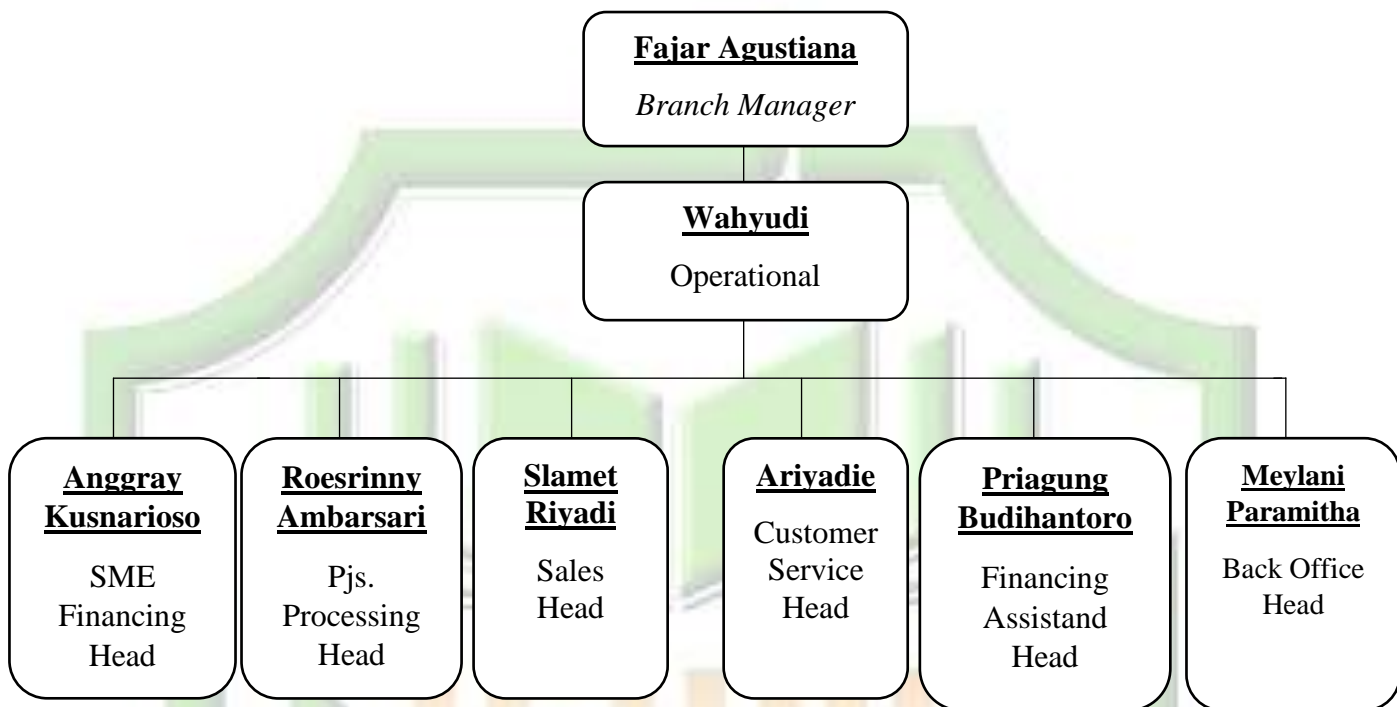 Fajar Agustiana
Branch Manager
Wahyudi
Operational
Anggray
Kusnarioso
SME
Financing
Head
Roesrinny
Ambarsari
Pjs.
Processing
Head
Slamet
Riyadi
Sales
Head
Ariyadie
Customer
Service
Head
Priagung
Budihantoro
Financing
Assistand
Head
Meylani
Paramitha
Back Office
Head